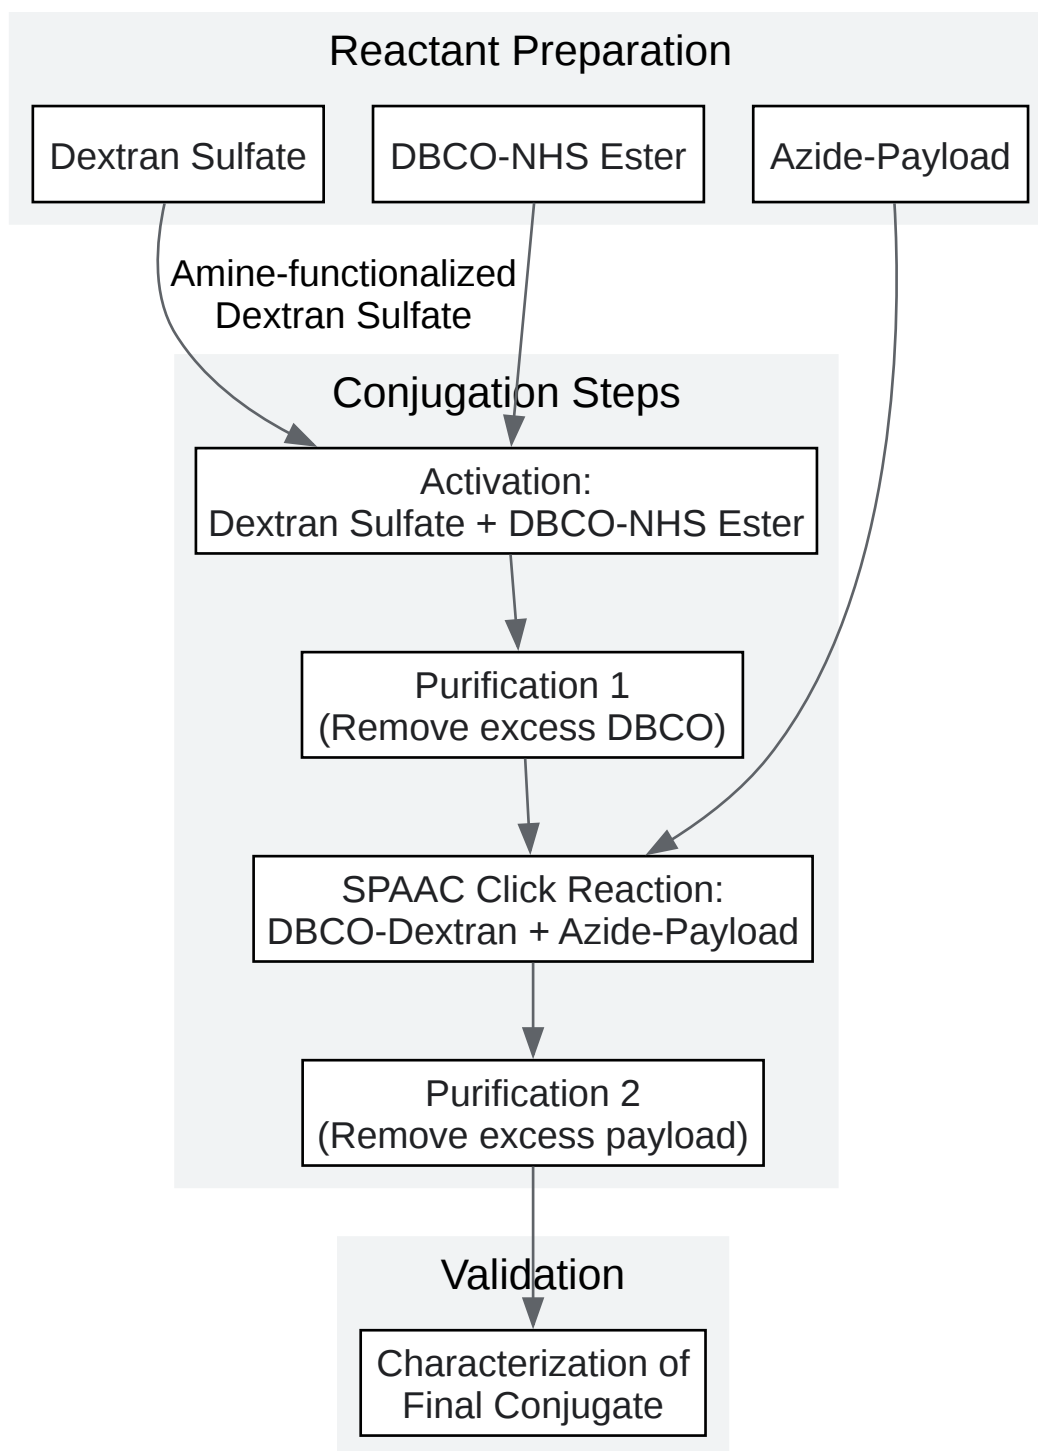 Reactant Preparation
Dextran Sulfate
DBCO-NHS Ester
Azide-Payload
Amine-functionalized
Dextran Sulfate
Conjugation Steps
Activation:
Dextran Sulfate + DBCO-NHS Ester
Purification 1
(Remove excess DBCO)
SPAAC Click Reaction:
DBCO-Dextran + Azide-Payload
Purification 2
(Remove excess payload)
Validation
Characterization of
Final Conjugate